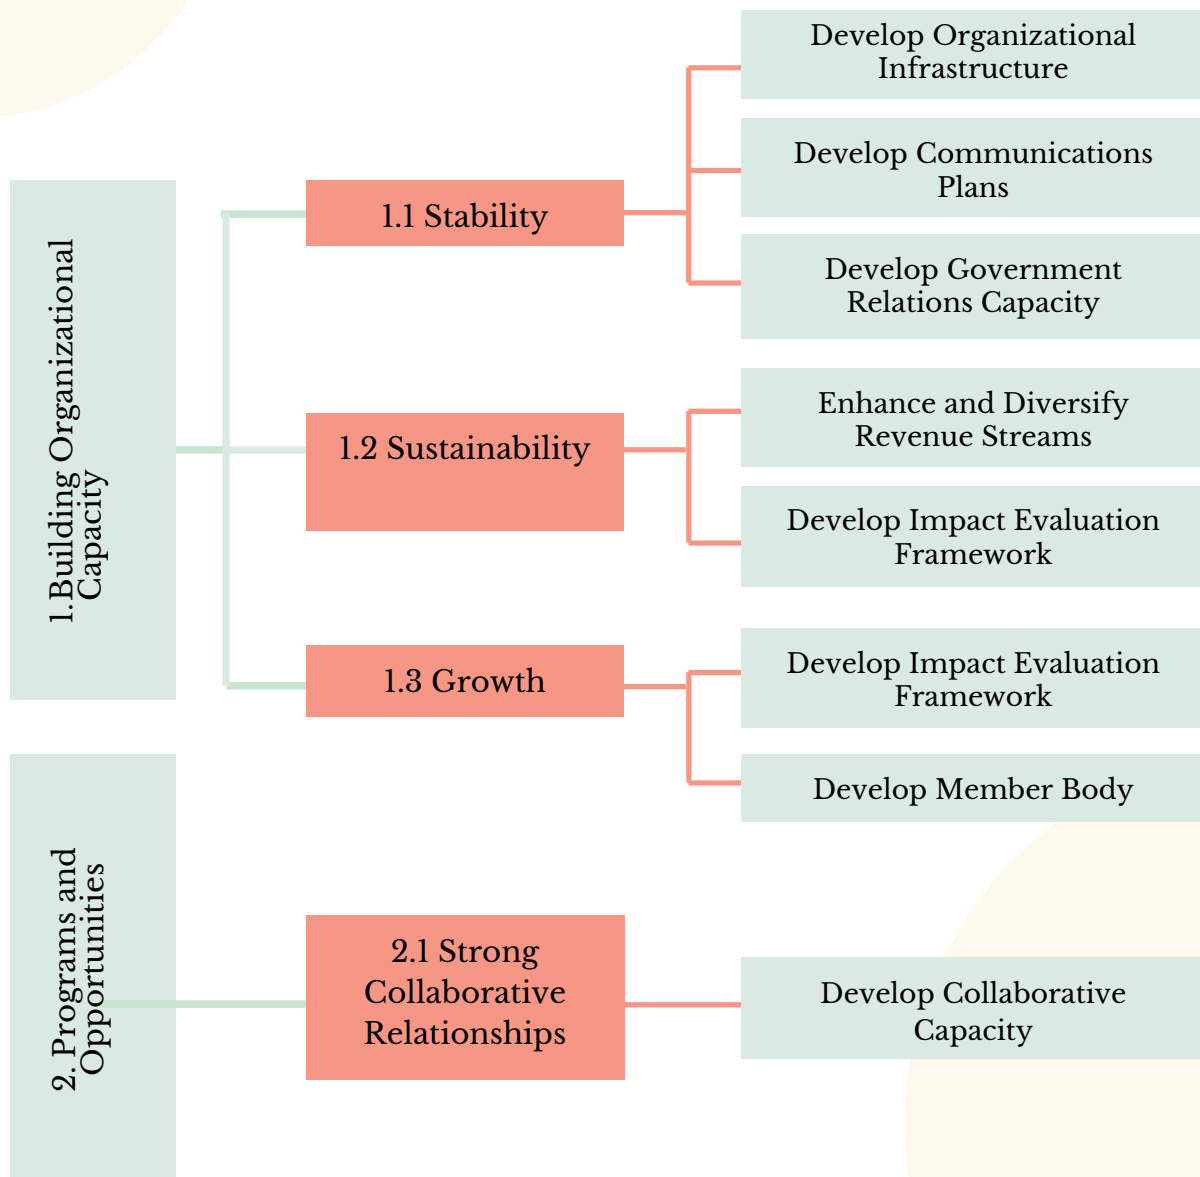 1.Building Organizational
Capacity
1.1 Stability
Develop Organizational
Infrastructure
Develop Communications
Plans
Develop Government
Relations Capacity
1.2 Sustainability
Enhance and Diversify
Revenue Streams
Develop Impact Evaluation
Framework
1.3 Growth
Develop Impact Evaluation
Framework
Develop Member Body
2. Programs and
Opportunities
2.1 Strong
Collaborative
Relationships
Develop Collaborative
Capacity